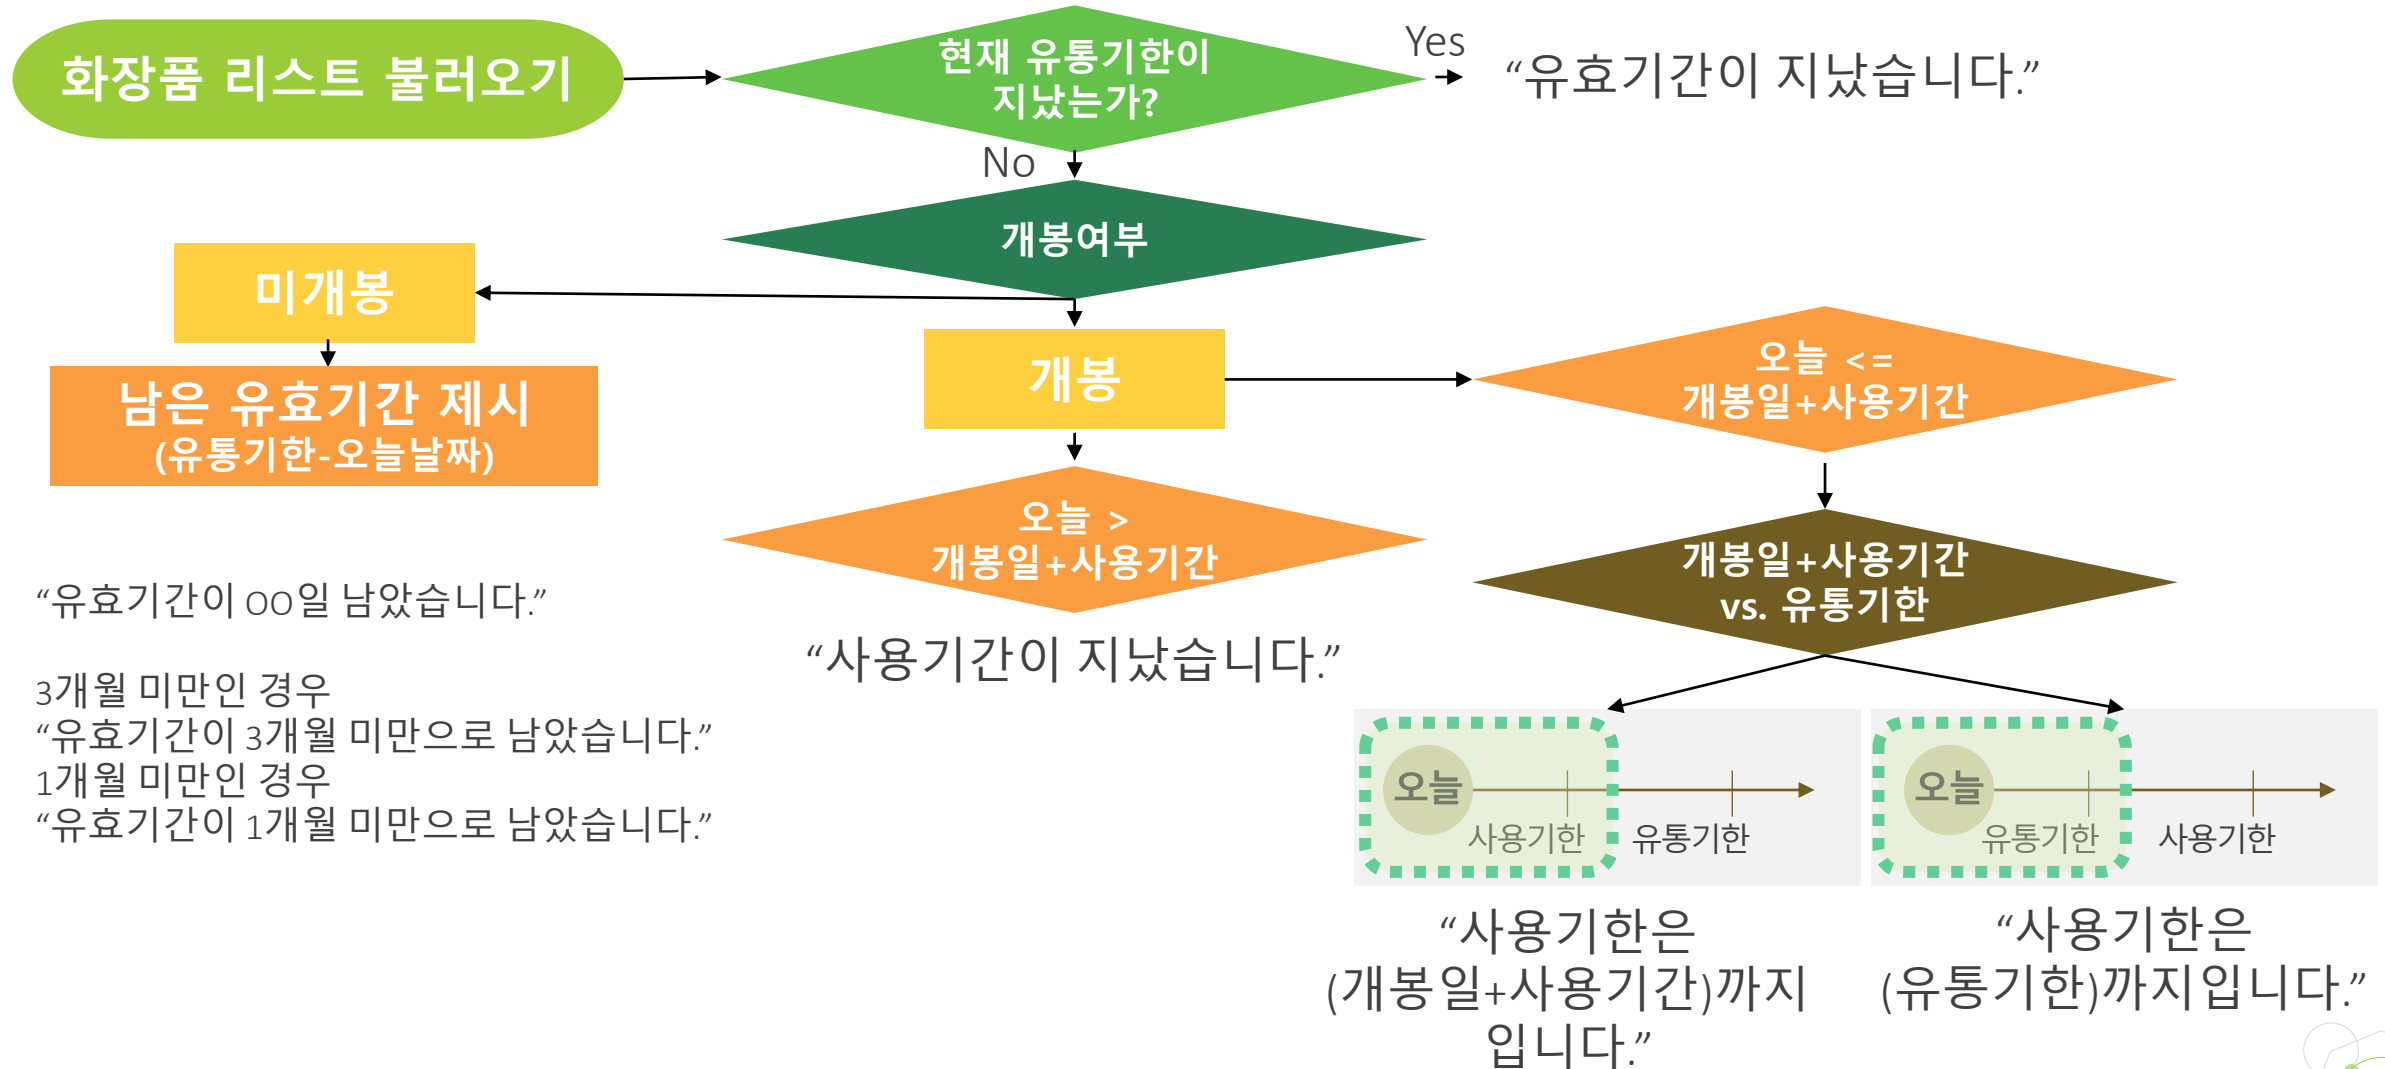 화장품 리스트 불러오기
현재 유통기한이
지났는가?
Yes
“유효기간이 지났습니다.”
No
개봉여부
미개봉
남은 유효기간 제시
(유통기한-오늘날짜)
“유효기간이 OO일 남았습니다.”
3개월 미만인 경우
“유효기간이 3개월 미만으로 남았습니다.”
1개월 미만인 경우
“유효기간이 1개월 미만으로 남았습니다.”
개봉
오늘 >
개봉일+사용기간
“사용기간이 지났습니다.”
오늘 <=
개봉일+사용기간
개봉일+사용기간
vs. 유통기한
오늘
사용기한
유통기한
“사용기한은
(개봉일+사용기간)까지
입니다.”
오늘
유통기한
사용기한
“사용기한은
(유통기한)까지입니다.”